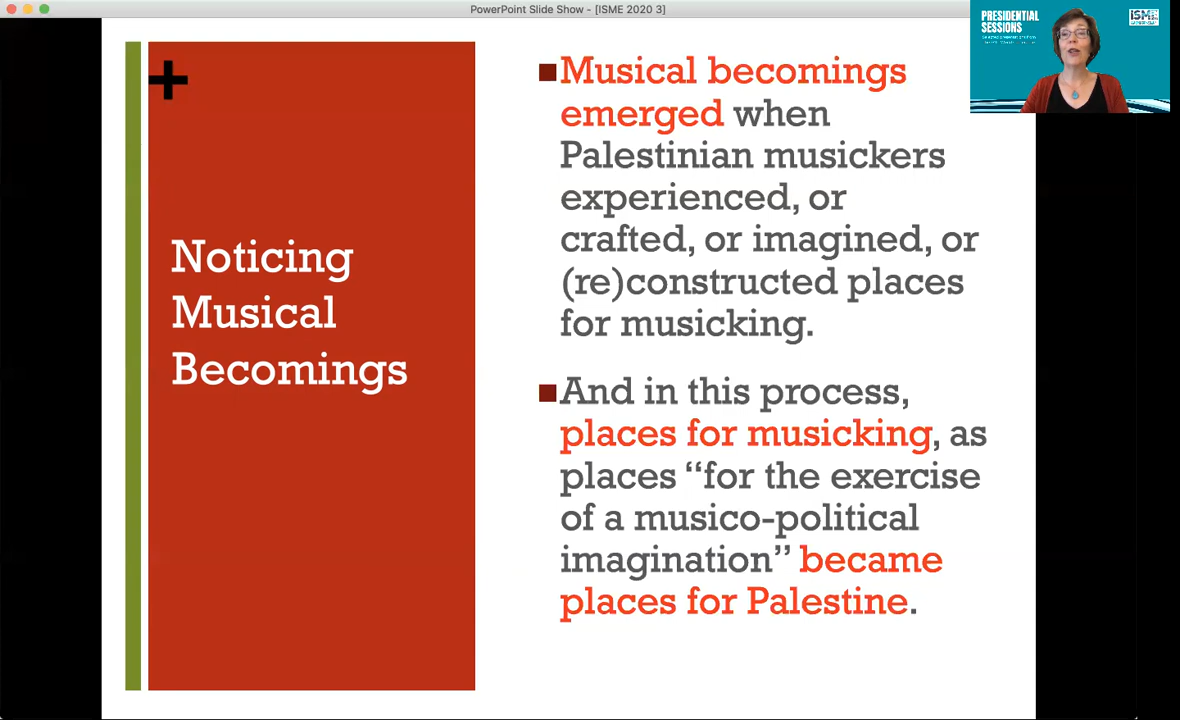 PowerPoint Slide Show - [ISME 2020 3]
PRESIDENTIAL
SESSIONS
ISME
+
Noticing
Musical
Becomings
Musical becomings
emerged when
Palestinian musickers
experienced, or
crafted, or imagined, or
(re)constructed places
for musicking.
And in this process,
places for musicking, as
places “for the exercise
of a musico-political
imagination” became
places for Palestine.